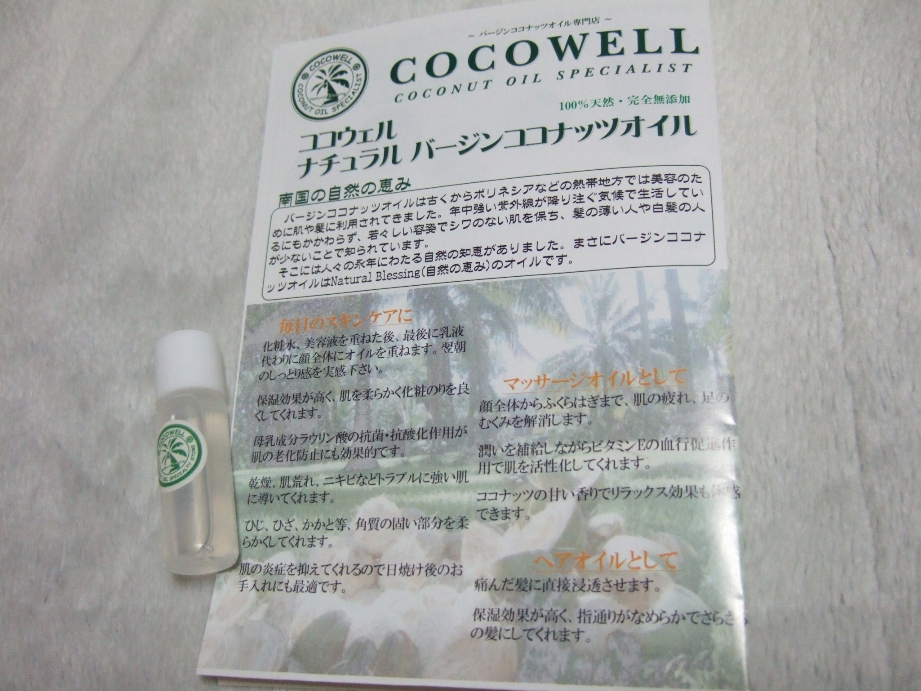 ～ バージンココナッツオイル専門店 ～
COCOWELL
COCONUT OIL SPECIALIST
COCOWELL
COCONUT OIL SPECIALIST
100%天然・完全無添加
ココウェル
ナチュラル バージンココナッツオイル
南国の自然の恵み
バージンココナッツオイルは古くからポリネシアなどの熱帯地方では美容のた
めに肌や髪に利用されてきました。年中強い紫外線が降り注ぐ気候で生活してい
るにもかかわらず、若々しい容姿でシワのない肌を保ち、髪の薄い人や白髪の人
が少ないことで知られています。
そこには人々の永年にわたる自然の知恵がありました。まさにバージンココナ
ッツオイルはNatural Blessing(自然の恵み)のオイルです。
毎日のスキンケアに
化粧水、美容液を重ねた後、最後に乳液
代わりに顔全体にオイルを重ねます。翌朝
のしっとり感を実感下さい。
保湿効果が高く、肌を柔らかく化粧のりを良
くしてくれます。
母乳成分ラウリン酸の抗菌・抗酸化作用が
肌の老化防止にも効果的です。
乾燥、肌荒れ、ニキビなどトラブルに強い肌
に導いてくれます。
ひじ、ひざ、かかと等、角質の固い部分を柔
らかくしてくれます。
肌の炎症を抑えてくれるので日焼け後のお
手入れにも最適です。
マッサージオイルとして
顔全体からふくらはぎまで、肌の疲れ、足の
むくみを解消します。
潤いを補給しながらビタミンEの血行促進作
用で肌を活性化してくれます。
ココナッツの甘い香りでリラックス効果も
できます。
ヘアオイルとして
痛んだ髪に直接浸透させます。
保湿効果が高く、指通りがなめらかでさらさら
の髪にしてくれます。
COCOWELL